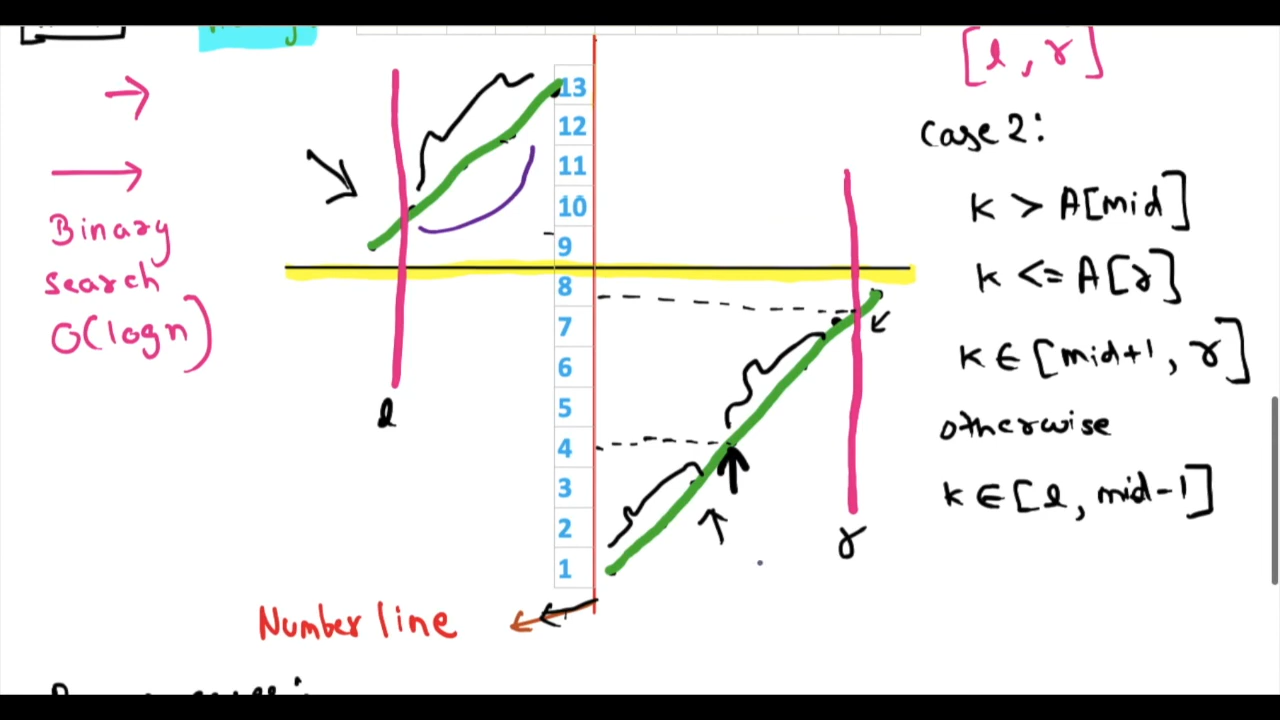 Binary
search
O(logn)
13
12
11
10
9
8
7
6
5
4
3
2
1
l
r
Number line
[l, r]
Case 2:
k > A[mid]
k <= A[r]
k ∈ [mid+1, r]
otherwise
k ∈ [l, mid-1]